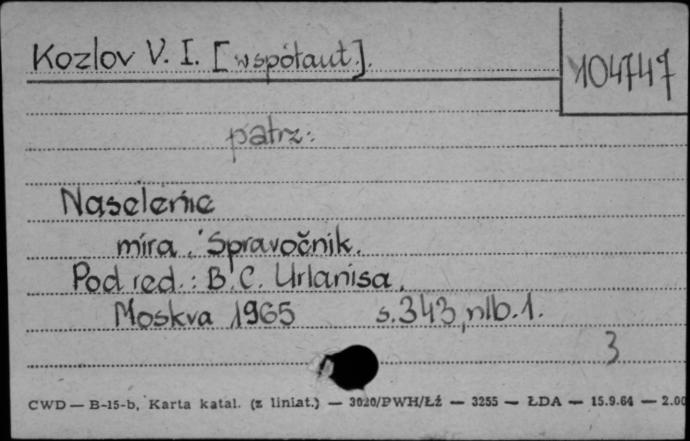 Kozlov V. I. [współaut.].
104747
patrz:
Naselenie
mira. Spravočnik.
Pod red.: B. C. Urlanisa.
Moskva 1965 s. 343, nlb. 1.
3
CWD — B-15-b, Karta katal. (z liniat.) — 3020/PWH/Łź — 3255 — ŁDA — 15.9.64 — 2.00